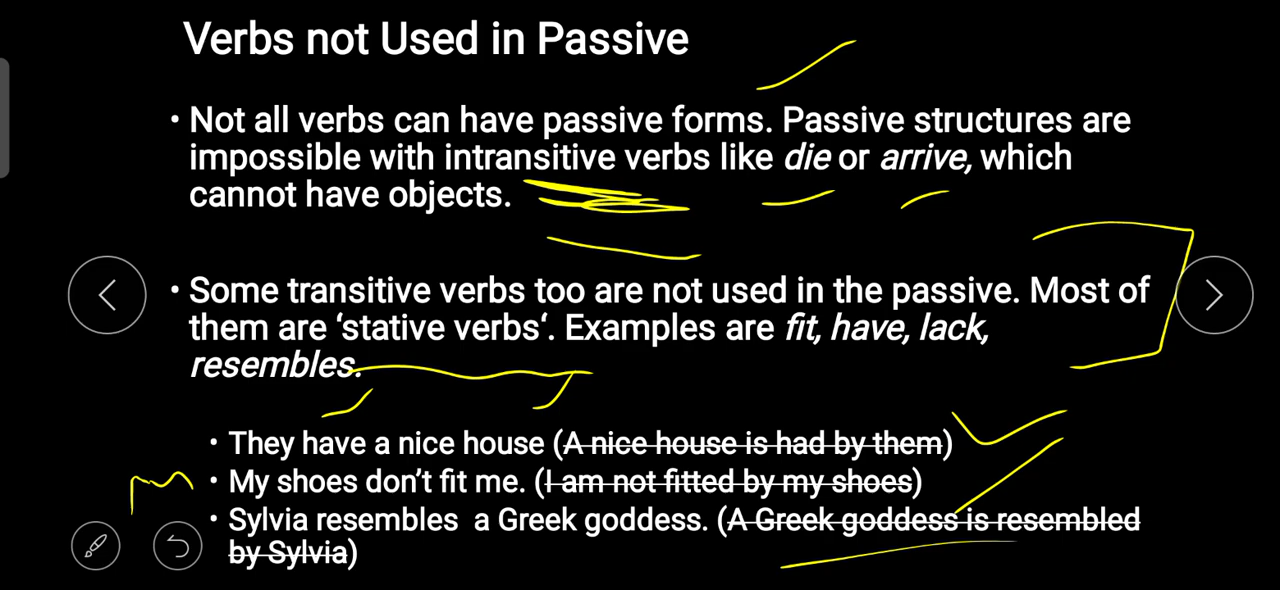 Verbs not Used in Passive
• Not all verbs can have passive forms. Passive structures are
impossible with intransitive verbs like die or arrive, which
cannot have objects.
• Some transitive verbs too are not used in the passive. Most of
them are ‘stative verbs‘. Examples are fit, have, lack,
resembles.
• They have a nice house (A nice house is had by them)
• My shoes don’t fit me. (I am not fitted by my shoes)
• Sylvia resembles a Greek goddess. (A Greek goddess is resembled
by Sylvia)